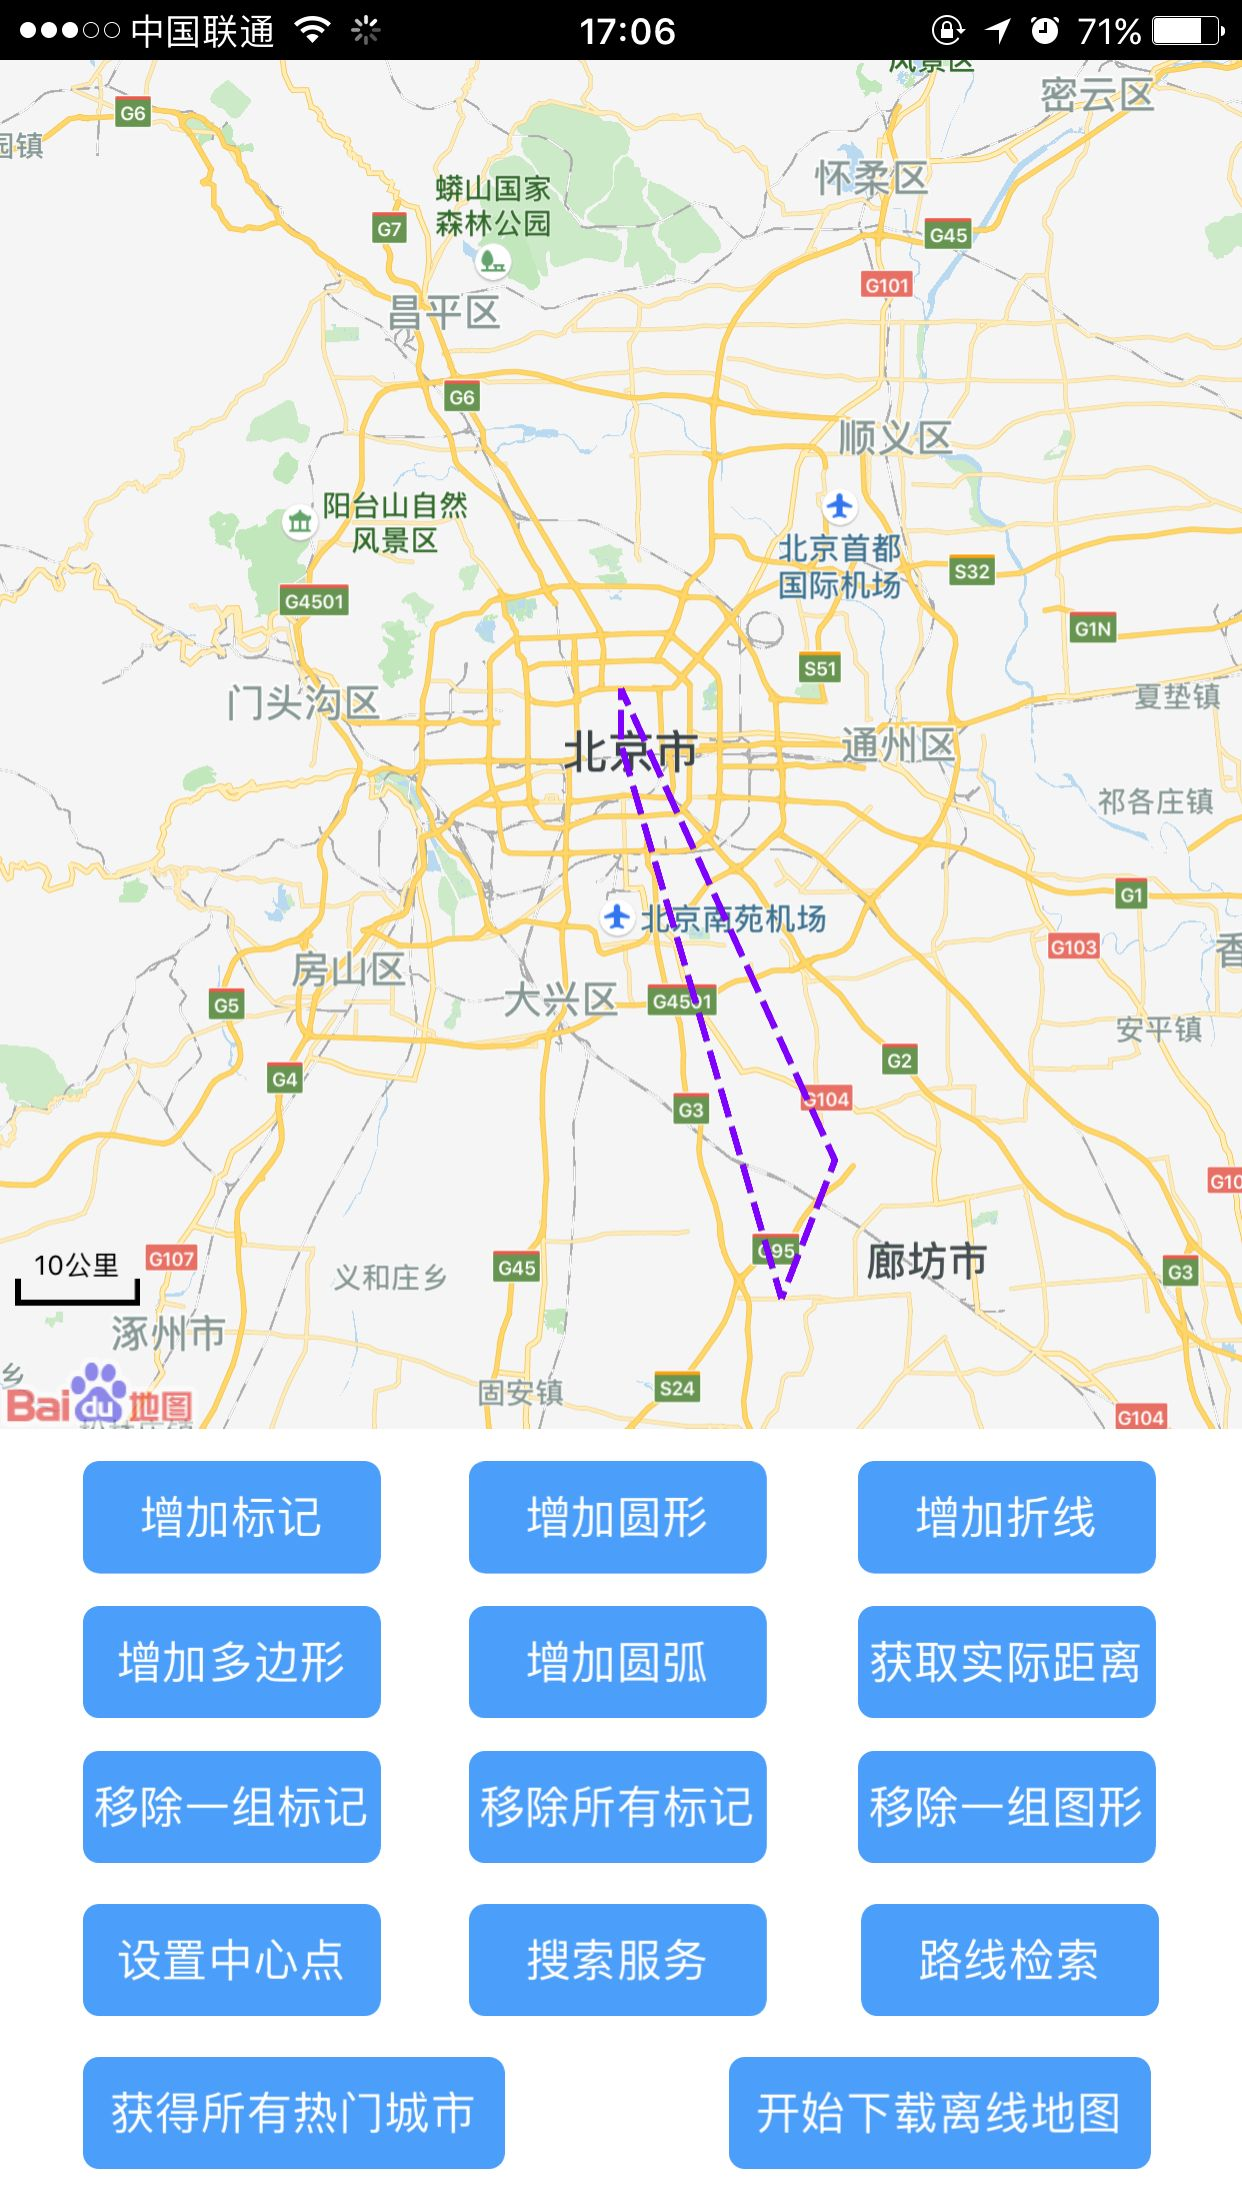 中国联通
17:06
71%
风景区
密云区
G6
园镇
怀柔区
蟒山国家
森林公园
G7
G45
G101
昌平区
G6
顺义区
阳台山自然
风景区
北京首都
国际机场
S32
G4501
G1N
S51
门头沟区
夏垫镇
北京市
通州区
祁各庄镇
G1
北京南苑机场
G103
香
房山区
大兴区
G5
G4501
安平镇
G2
G4
G104
G3
G10
G95
廊坊市
10公里
G107
义和庄乡
G45
G3
涿州市
乡
固安镇
S24
Bai du 地图
G104
增加标记
增加圆形
增加折线
增加多边形
增加圆弧
获取实际距离
移除一组标记
移除所有标记
移除一组图形
设置中心点
搜索服务
路线检索
获得所有热门城市
开始下载离线地图